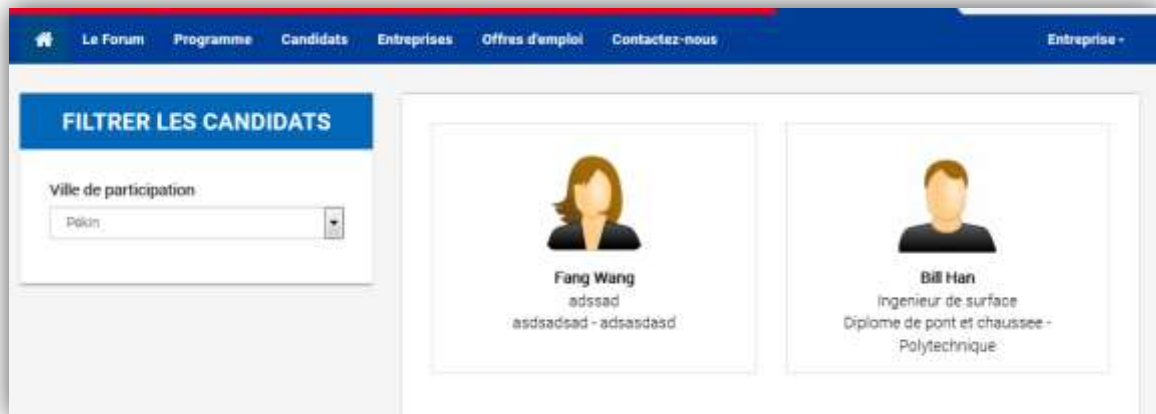 Le Forum Programme Candidats Entreprises Offres d'emploi Contactez-nous Entreprise
FILTRER LES CANDIDATS
Ville de participation
Pékin
Fang Wang
adssad
asdsadsad - adsasdasd
Bill Han
Ingenieur de surface
Diplome de pont et chaussee -
Polytechnique